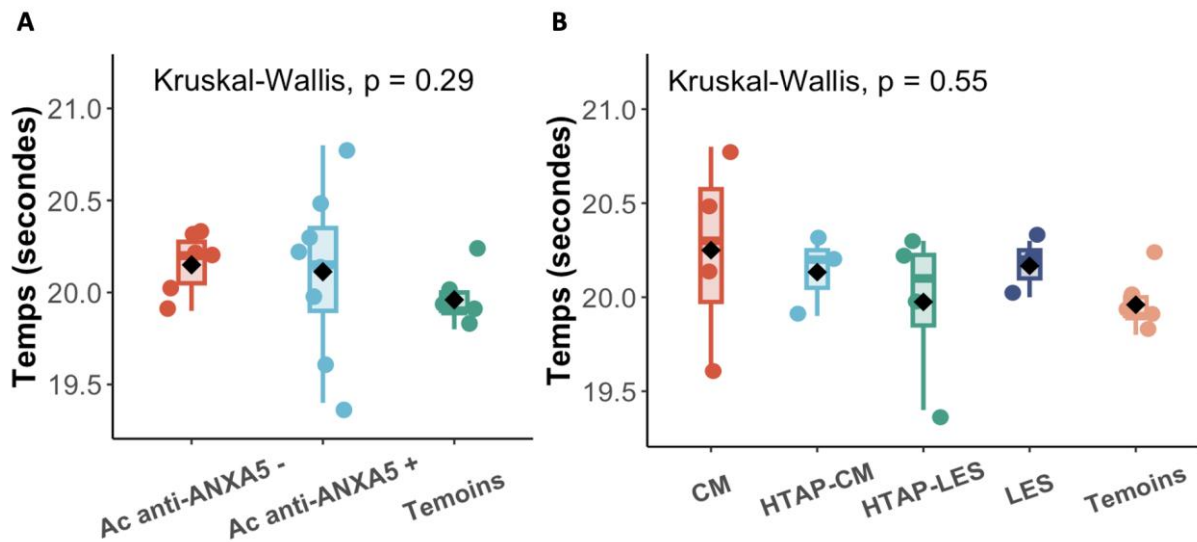 A
Kruskal-Wallis, p = 0.29
Temps (secondes)
21.0
20.5
20.0
19.5
Ac anti-ANXA5 -
Ac anti-ANXA5 +
Temoins
B
Kruskal-Wallis, p = 0.55
Temps (secondes)
21.0
20.5
20.0
19.5
CM
HTAP-CM
HTAP-LES
LES
Temoins